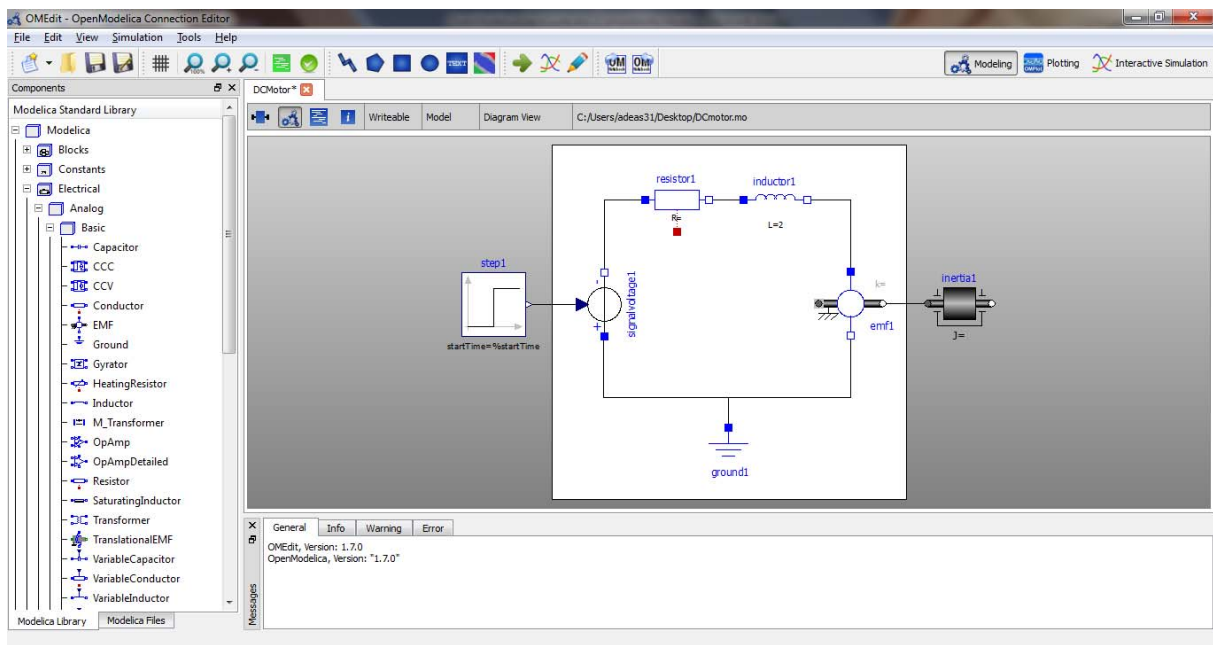 OMEdit - OpenModelica Connection Editor
File Edit View Simulation Tools Help
100% TEXT OM OM Modeling Plotting Interactive Simulation
Components
DCMotor*
Modelica Standard Library
Writeable Model Diagram View C:/Users/adeas31/Desktop/DCmotor.mo
Modelica
Blocks
Constants
Electrical
Analog
Basic
Capacitor
CCC
CCV
Conductor
EMF
Ground
Gyrator
HeatingResistor
Inductor
M_Transformer
OpAmp
OpAmpDetailed
Resistor
SaturatingInductor
Transformer
TranslationalEMF
VariableCapacitor
VariableConductor
VariableInductor
Modelica Library Modelica Files
resistor1
R=
inductor1
L=2
step1
startTime=%startTime
-
+
signalvoltage1
k=
emf1
inertia1
J=
ground1
General Info Warning Error
OMEdit, Version: 1.7.0
OpenModelica, Version: "1.7.0"
Messages